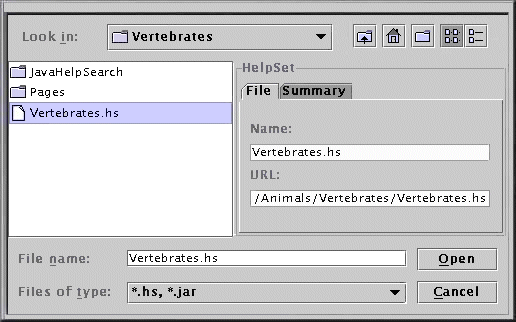 Look in: Vertebrates
JavaHelpSearch
Pages
Vertebrates.hs
HelpSet
File Summary
Name:
Vertebrates.hs
URL:
/Animals/Vertebrates/Vertebrates.hs
File name: Vertebrates.hs Open
Files of type: *.hs, *.jar Cancel